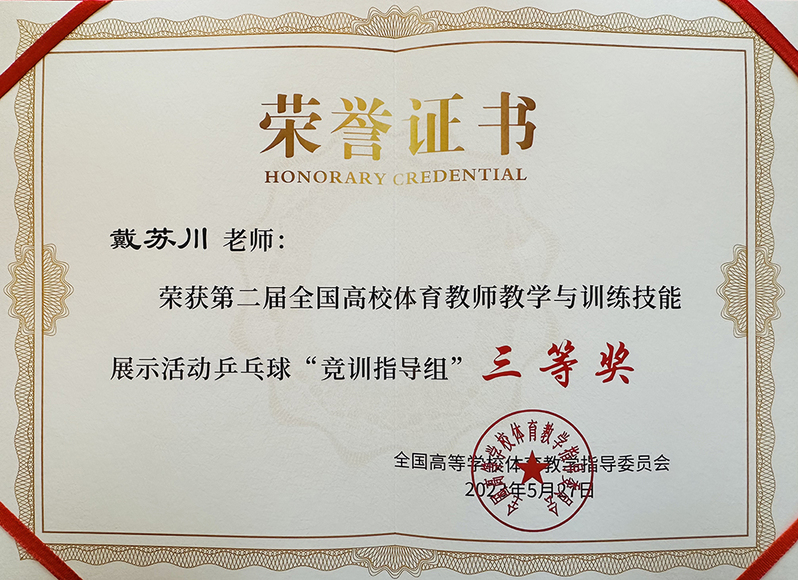 荣誉证书
HONORARY CREDENTIAL
戴苏川 老师：
荣获第二届全国高校体育教师教学与训练技能
展示活动乒乓球“竞训指导组” 三等奖
全国高等学校体育教学指导委员会
5月27日